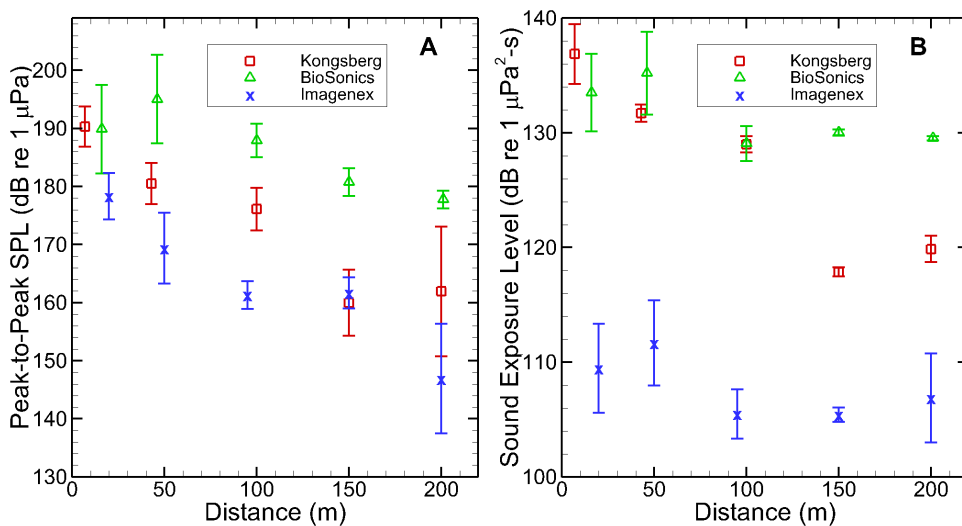 A
Kongsberg
BioSonics
Imagenex
Peak-to-Peak SPL (dB re 1 μPa)
200
190
180
170
160
150
140
130
0
50
100
150
200
Distance (m)
B
Kongsberg
BioSonics
Imagenex
Sound Exposure Level (dB re 1 μPa²-s)
140
130
120
110
100
0
50
100
150
200
Distance (m)